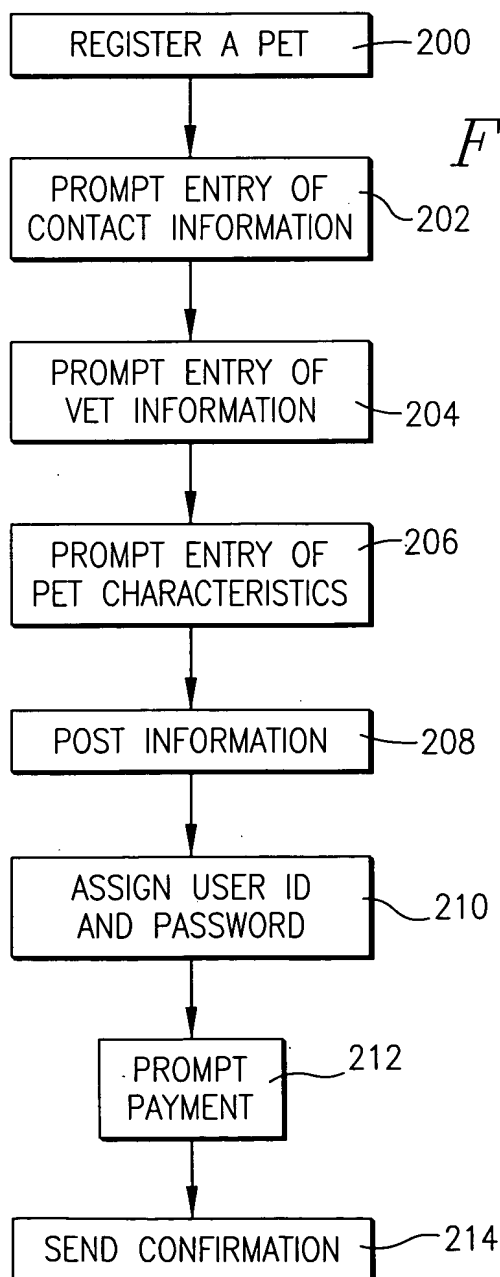 REGISTER A PET
200
F
PROMPT ENTRY OF
CONTACT INFORMATION
202
PROMPT ENTRY OF
VET INFORMATION
204
PROMPT ENTRY OF
PET CHARACTERISTICS
206
POST INFORMATION
208
ASSIGN USER ID
AND PASSWORD
210
PROMPT
PAYMENT
212
SEND CONFIRMATION
214